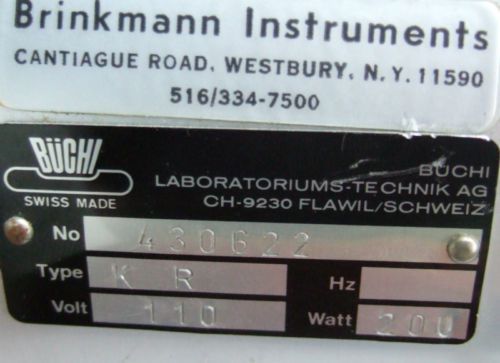 Brinkmann Instruments
CANTIAGUE ROAD, WESTBURY, N.Y. 11590
516/334-7500
BÜCHI
SWISS MADE
BÜCHI
LABORATORIUMS-TECHNIK AG
CH-9230 FLAWIL/SCHWEIZ
No 430622
Type K R Hz
Volt 110 Watt 200